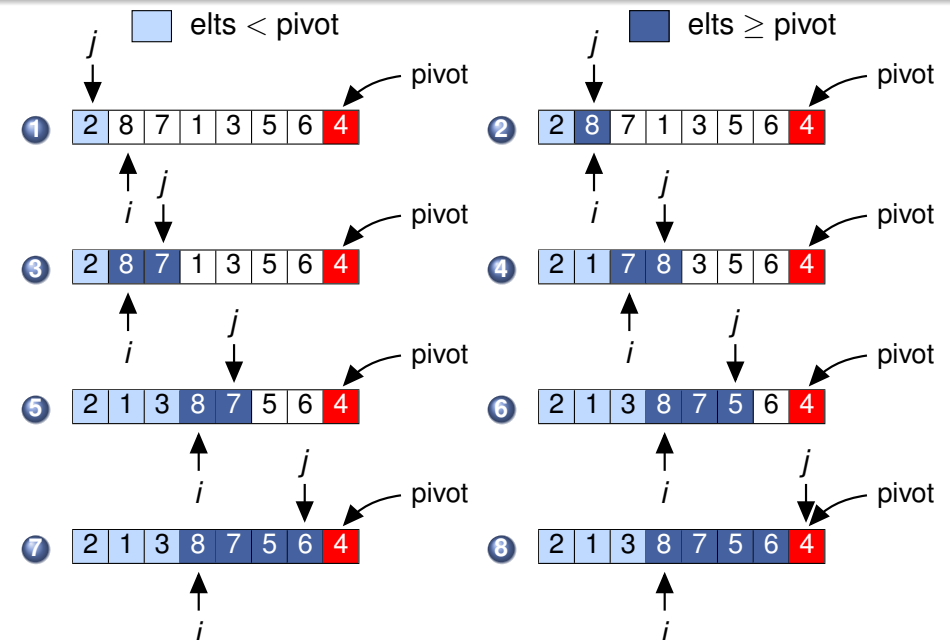 elts < pivot
elts ≥ pivot
j
j
pivot
pivot
1 2 8 7 1 3 5 6 4
2 2 8 7 1 3 5 6 4
i
j
i
j
pivot
pivot
3 2 8 7 1 3 5 6 4
4 2 1 7 8 3 5 6 4
i
j
i
j
pivot
pivot
5 2 1 3 8 7 5 6 4
6 2 1 3 8 7 5 6 4
i
j
i
j
pivot
pivot
7 2 1 3 8 7 5 6 4
8 2 1 3 8 7 5 6 4
i
i